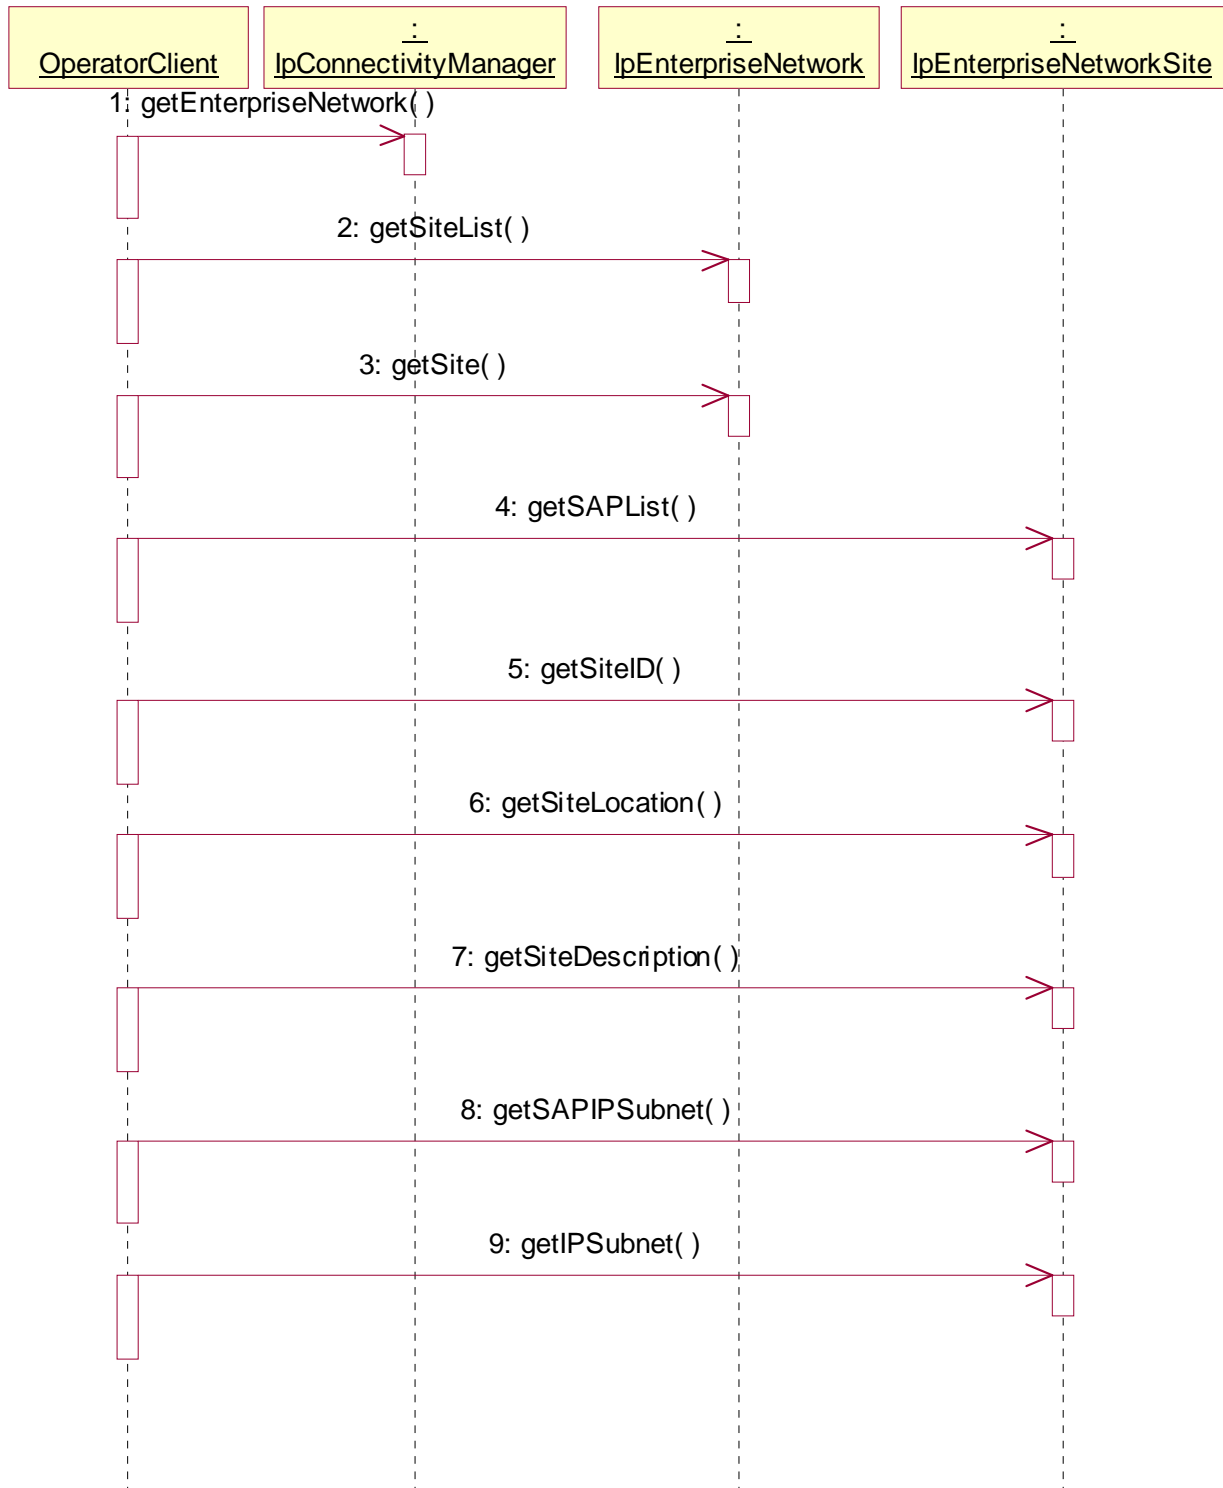 OperatorClient
:
IpConnectivityManager
:
IpEnterpriseNetwork
:
IpEnterpriseNetworkSite
1: getEnterpriseNetwork( )
2: getSiteList( )
3: getSite( )
4: getSAPList( )
5: getSiteID( )
6: getSiteLocation( )
7: getSiteDescription( )
8: getSAPIPSubnet( )
9: getIPSubnet( )